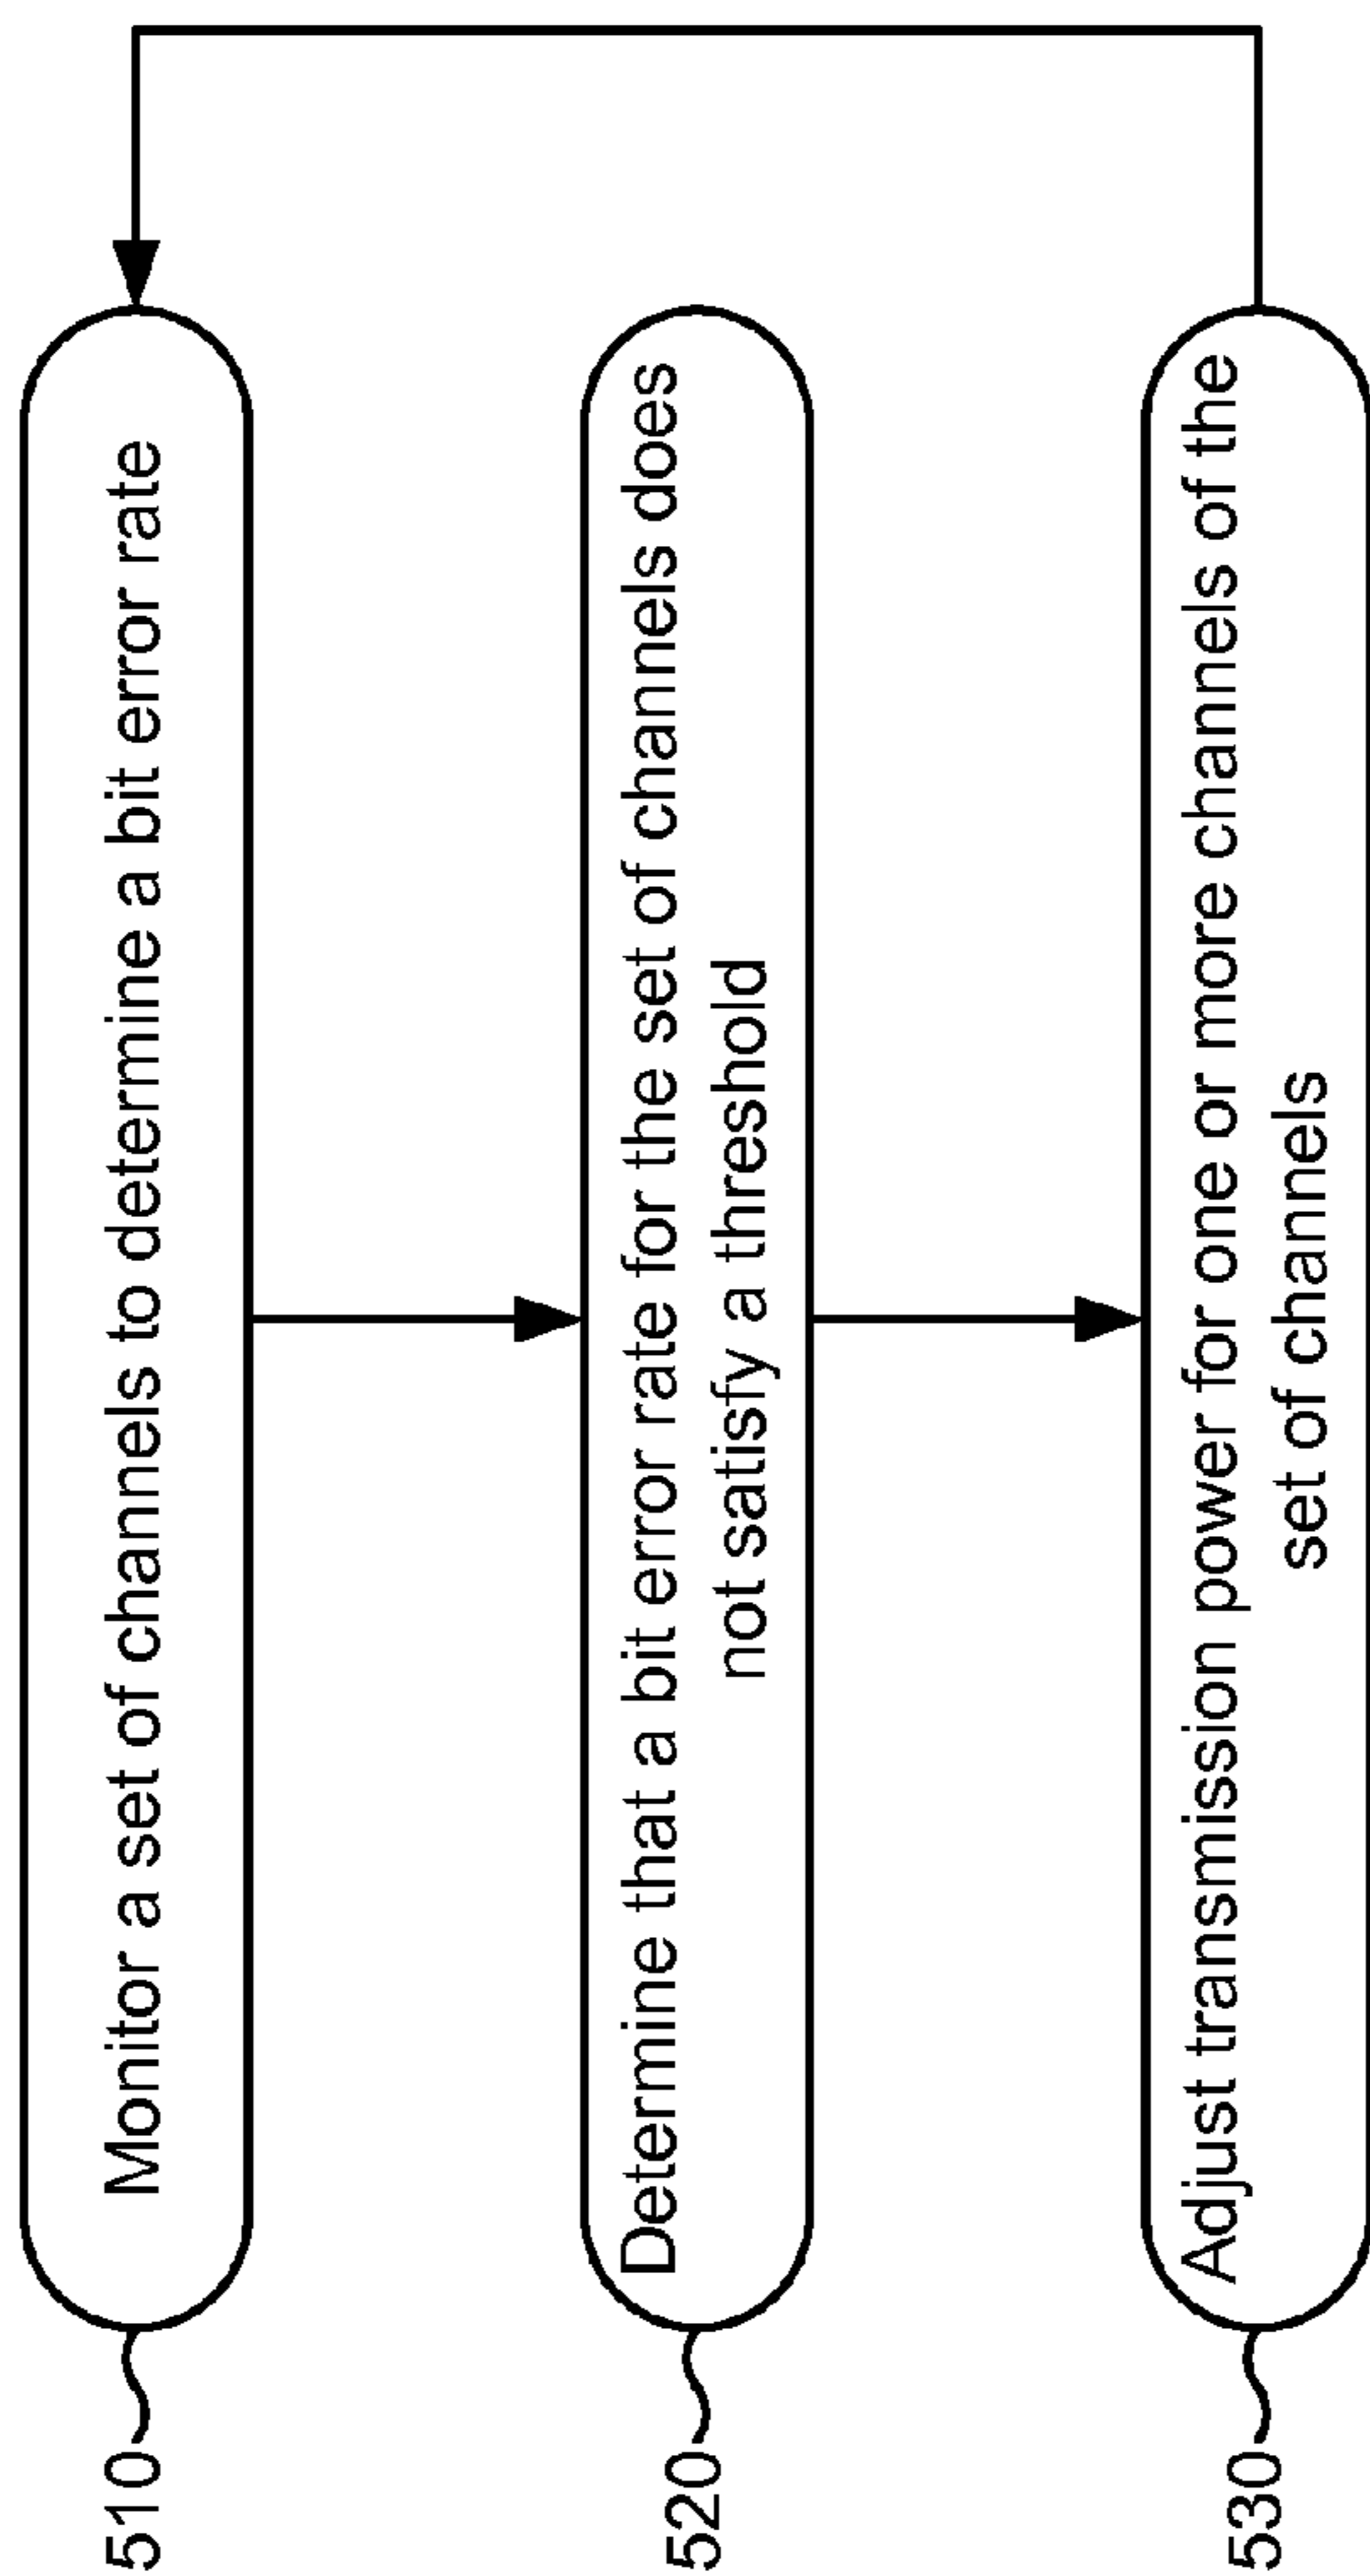 510
Monitor a set of channels to determine a bit error rate
520
Determine that a bit error rate for the set of channels does
not satisfy a threshold
530
Adjust transmission power for one or more channels of the
set of channels